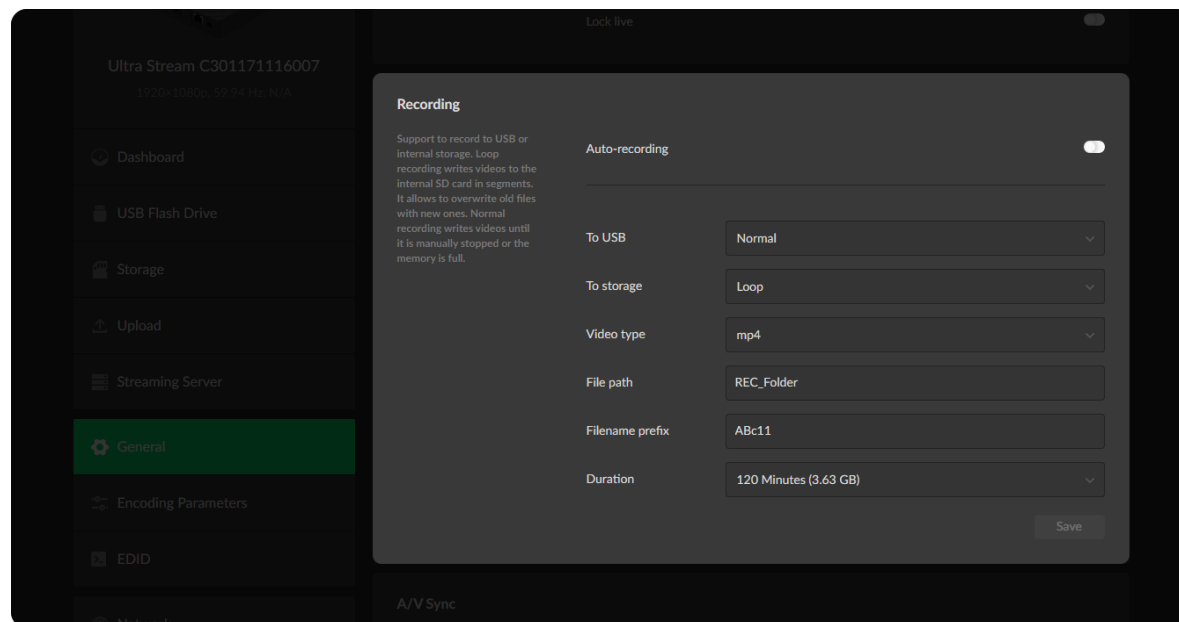 Lock live
Ultra Stream C301171116007
1920×1080p, 59.94 Hz, N/A
Recording
Support to record to USB or
internal storage. Loop
recording writes videos to the
internal SD card in segments.
It allows to overwrite old files
with new ones. Normal
recording writes videos until
it is manually stopped or the
memory is full.
Auto-recording
To USB
Normal
To storage
Loop
Video type
mp4
File path
REC_Folder
Filename prefix
ABc11
Duration
120 Minutes (3.63 GB)
Save
Dashboard
USB Flash Drive
Storage
Upload
Streaming Server
General
Encoding Parameters
EDID
A/V Sync